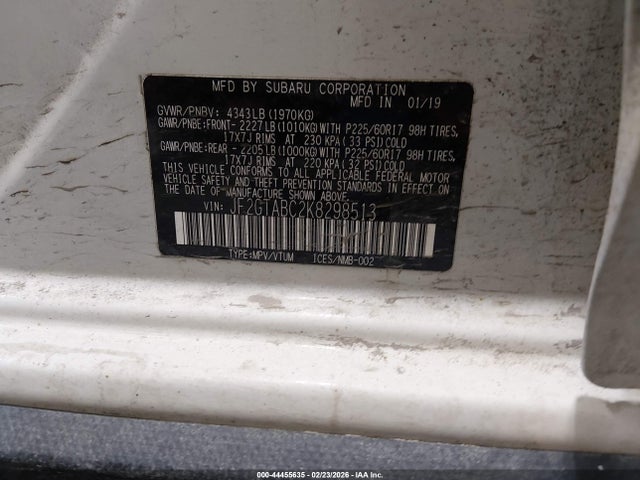 MFD BY SUBARU CORPORATION
MFD IN 01/19
GVWR/PNBV: 4343LB(1970KG)
GAWR/PNBE:FRONT- 2227LB(1010KG)WITH P225/60R17 98H TIRES,
17X7J RIMS AT 230 KPA(33 PSI)COLD
GAWR/PNBE:REAR - 2205LB(1000KG)WITH P225/60R17 98H TIRES,
17X7J RIMS AT 220 KPA(32 PSI)COLD
THIS VEHICLE CONFORMS TO ALL APPLICABLE FEDERAL MOTOR
VEHICLE SAFETY AND THEFT PREVENTION STANDARDS IN EFFECT
ON THE DATE OF MANUFACTURE SHOWN ABOVE.
VIN: JF2GTABC2K8298513
TYPE:MPV/VTUM ICES/NMB-002
000-44455635 - 02/23/2026 - COPYRIGHT © IAA, LLC